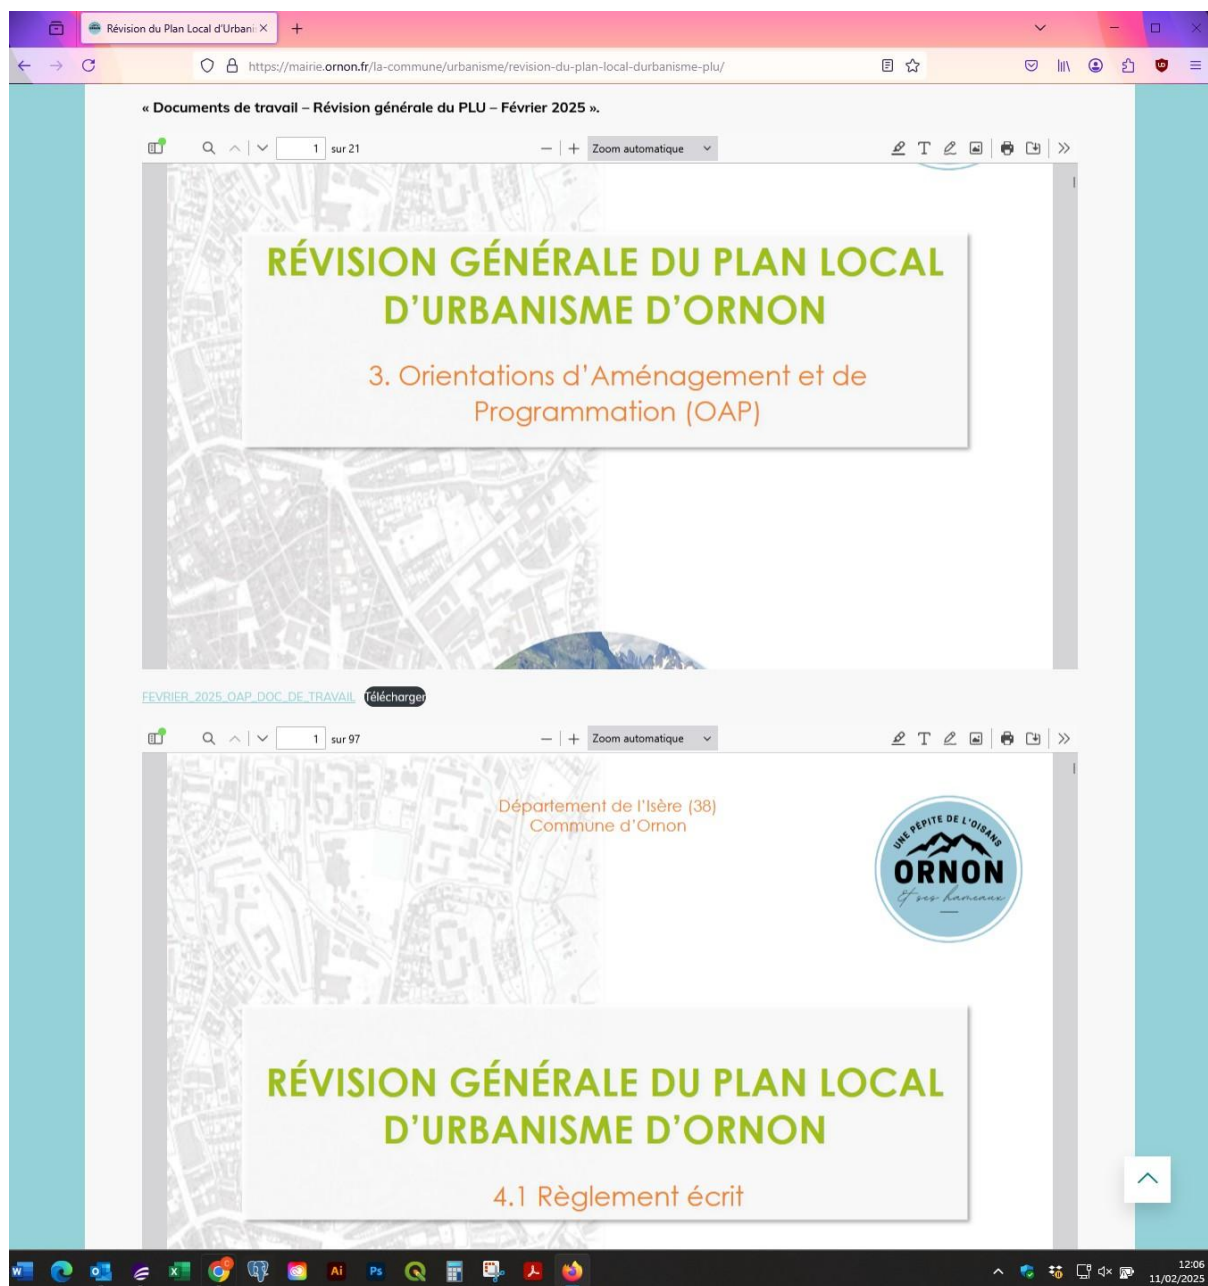 Révision du Plan Local d'Urbani
https://mairie.ornon.fr/la-commune/urbanisme/revision-du-plan-local-durbanisme-plu/
« Documents de travail – Révision générale du PLU – Février 2025 ».
1 sur 21 Zoom automatique
RÉVISION GÉNÉRALE DU PLAN LOCAL
D'URBANISME D'ORNON
3. Orientations d'Aménagement et de
Programmation (OAP)
FEVRIER_2025_OAP_DOC_DE_TRAVAIL Télécharger
1 sur 97 Zoom automatique
Département de l'Isère (38)
Commune d'Ornon
UNE PÉPITE DE L'OISANS
ORNON
Et ses hameaux
RÉVISION GÉNÉRALE DU PLAN LOCAL
D'URBANISME D'ORNON
4.1 Règlement écrit
Ai Ps
12:06
11/02/2025